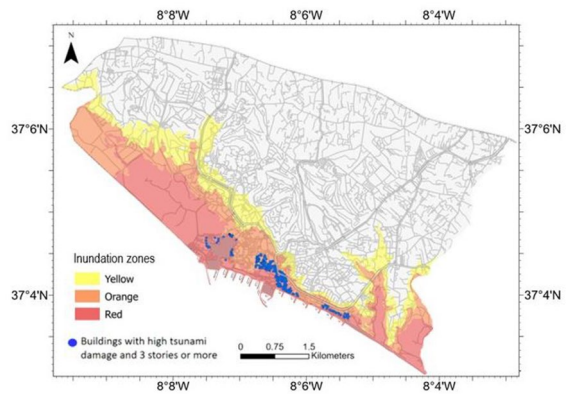 8°8'W 8°6'W 8°4'W
N
37°6'N 37°6'N
37°4'N 37°4'N
Inundation zones
Yellow
Orange
Red
Buildings with high tsunami
damage and 3 stories or more
0 0.75 1.5
Kilometers
8°8'W 8°6'W 8°4'W